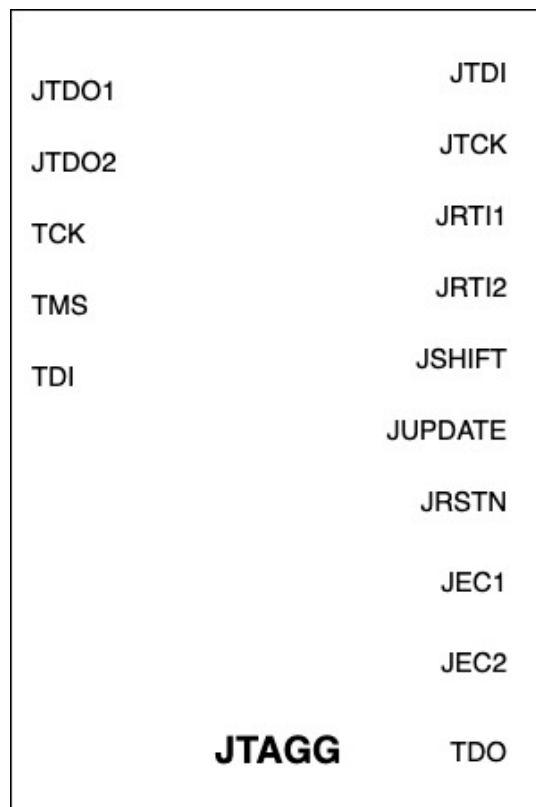 JTDO1
JTDO2
TCK
TMS
TDI
JTDI
JTCK
JRTI1
JRTI2
JSHIFT
JUPDATE
JRSTN
JEC1
JEC2
TDO
JTAGG